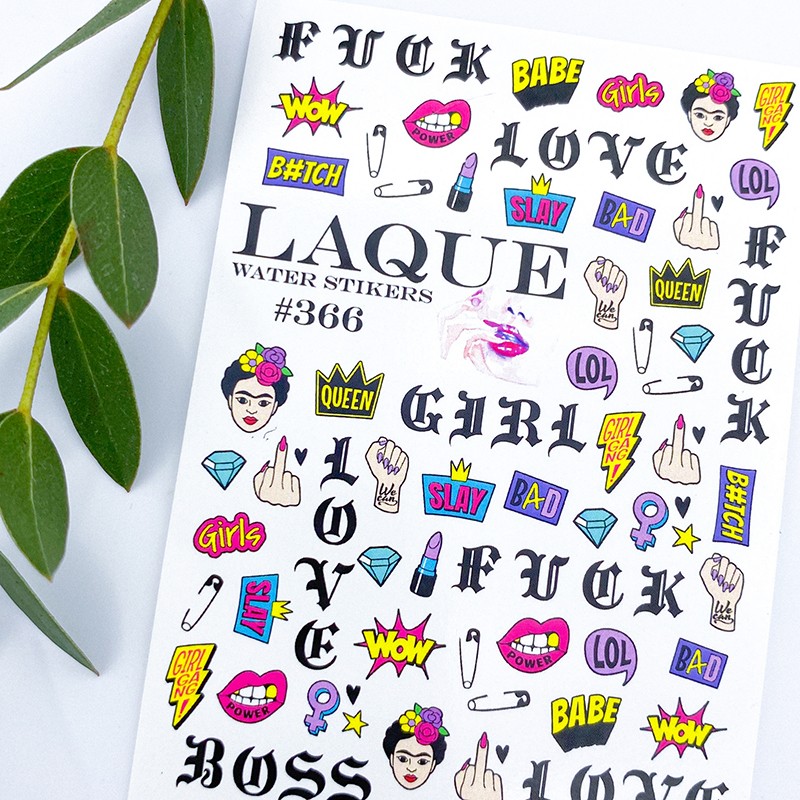 FUCK
BABE
Girls
GIRL GANG!
WOW
POWER
LOVE
B#TCH
LOL
SLAY
BAD
FUCK
LAQUE
WATER STIKERS
#366
We can
QUEEN
LOL
QUEEN
GIRL
GIRL GANG!
LOVE
We can
SLAY
BAD
B#TCH
Girls
FUCK
We can
SLAY
WOW
POWER
LOL
BAD
GIRL GANG!
POWER
BABE
WOW
BOSS
LOVE